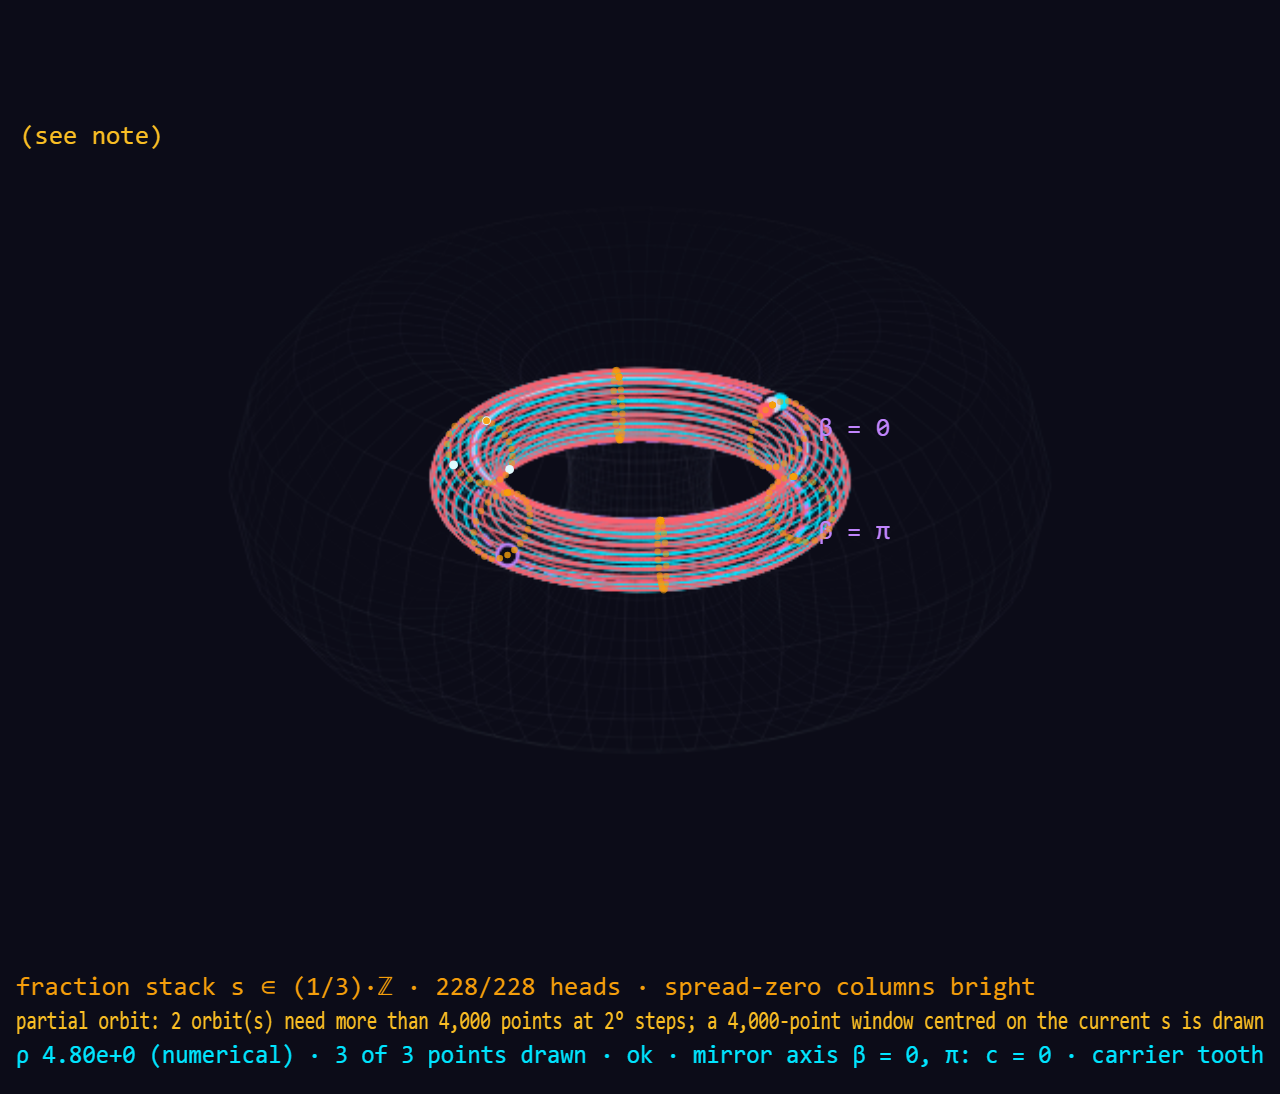 (see note)
β = 0
β = π
fraction stack s ∈ (1/3)·ℤ · 228/228 heads · spread-zero columns bright
partial orbit: 2 orbit(s) need more than 4,000 points at 2° steps; a 4,000-point window centred on the current s is drawn
ρ 4.80e+0 (numerical) · 3 of 3 points drawn · ok · mirror axis β = 0, π: c = 0 · carrier tooth